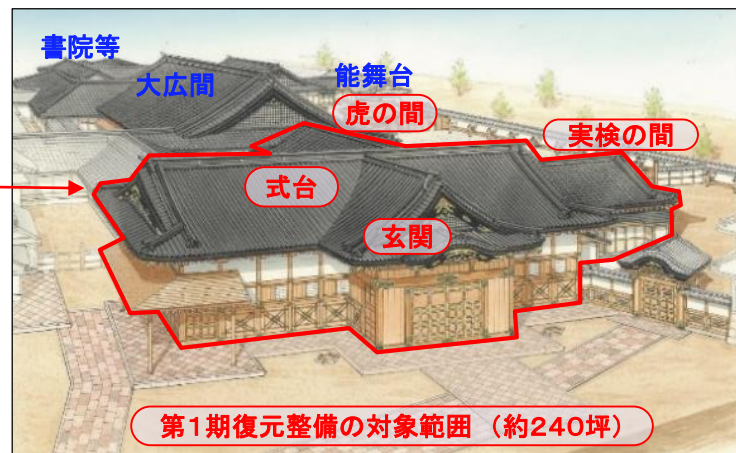 書院等
大広間
能舞台
虎の間
実検の間
式台
玄関
第1期復元整備の対象範囲 (約240坪)